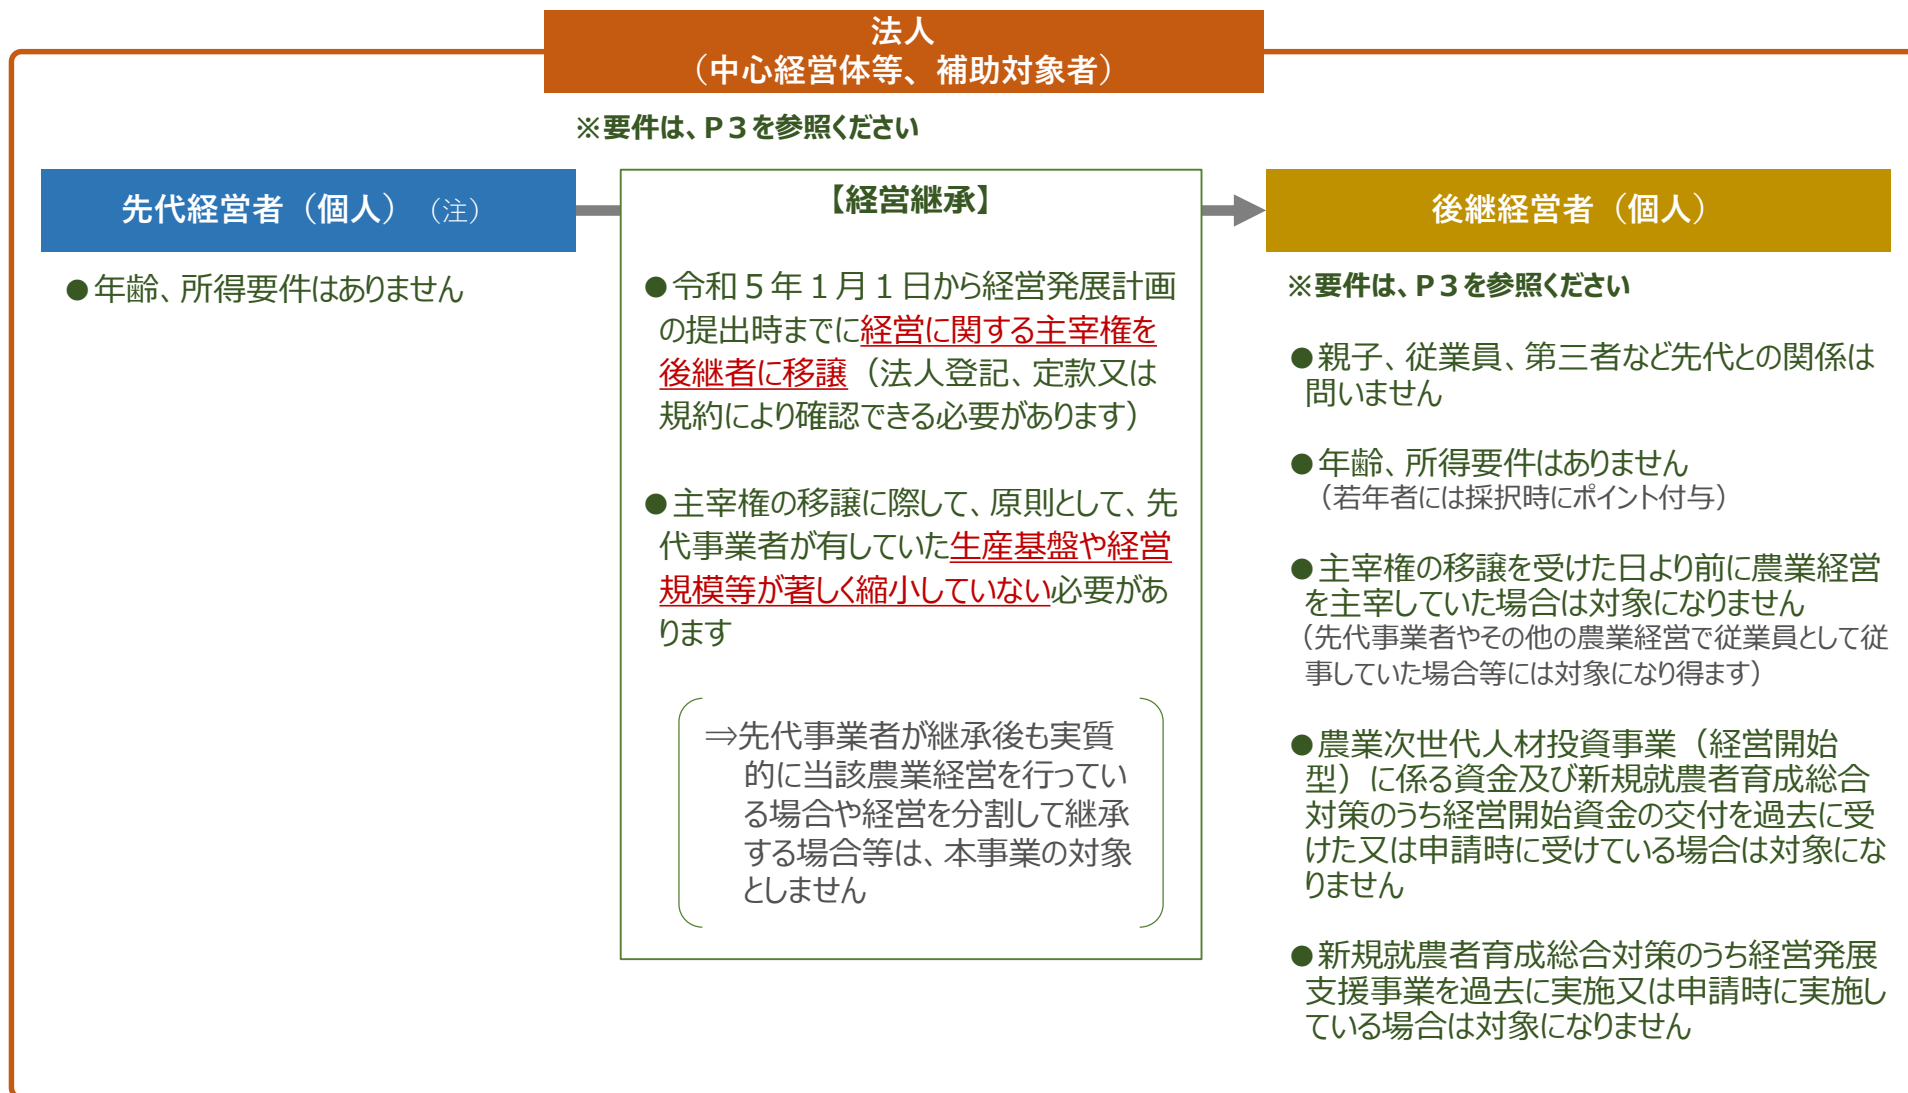 法人
（中心経営体等、補助対象者）
※要件は、P３を参照ください
先代経営者（個人）（注）
●年齢、所得要件はありません
【経営継承】
●令和５年１月１日から経営発展計画
の提出時までに経営に関する主宰権を
後継者に移譲（法人登記、定款又は
規約により確認できる必要があります）
●主宰権の移譲に際して、原則として、先
代事業者が有していた生産基盤や経営
規模等が著しく縮小していない必要があ
ります
⇒先代事業者が継承後も実質
的に当該農業経営を行ってい
る場合や経営を分割して継承
する場合等は、本事業の対象
としません
後継経営者（個人）
※要件は、P３を参照ください
●親子、従業員、第三者など先代との関係は
問いません
●年齢、所得要件はありません
（若年者には採択時にポイント付与）
●主宰権の移譲を受けた日より前に農業経営
を主宰していた場合は対象になりません
（先代事業者やその他の農業経営で従業員として従
事していた場合等には対象になり得ます）
●農業次世代人材投資事業（経営開始
型）に係る資金及び新規就農者育成総合
対策のうち経営開始資金の交付を過去に受
けた又は申請時に受けている場合は対象にな
りません
●新規就農者育成総合対策のうち経営発展
支援事業を過去に実施又は申請時に実施し
ている場合は対象になりません